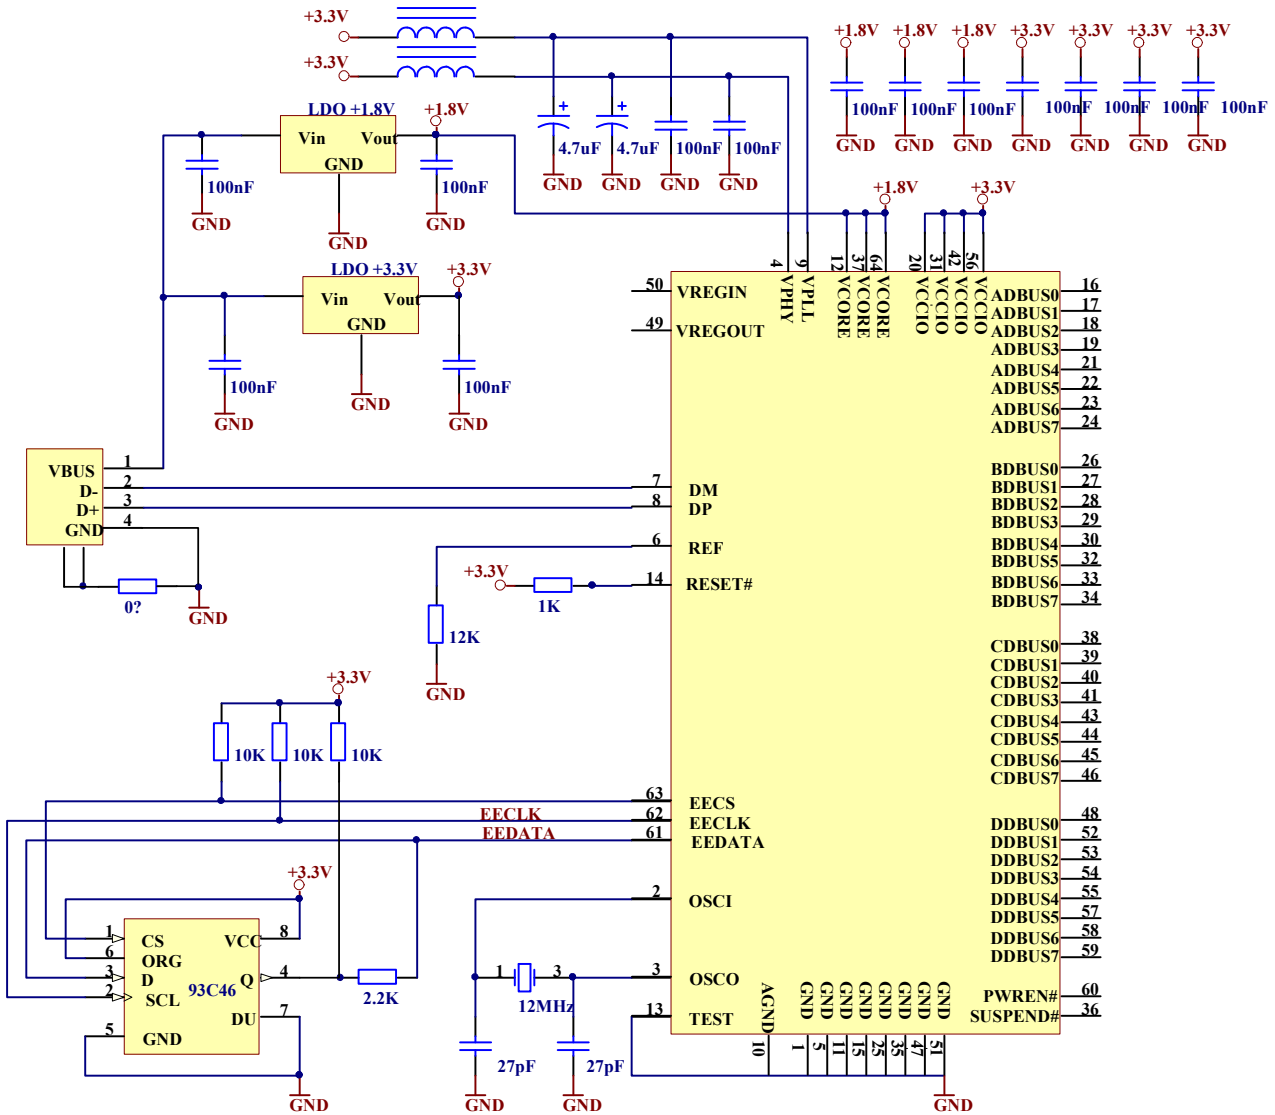 +3.3V
+3.3V
+1.8V +1.8V +1.8V +3.3V +3.3V +3.3V +3.3V
100nF 100nF 100nF 100nF 100nF 100nF 100nF
GND GND GND GND GND GND GND
4.7uF 4.7uF 100nF 100nF
GND GND GND GND
LDO +1.8V
+1.8V
Vin Vout
GND
100nF 100nF
GND GND GND
LDO +3.3V
+3.3V
Vin Vout
GND
100nF 100nF
GND GND GND
+1.8V +3.3V
4 9 12 37 64 20 31 42 56
VPHY VPLL VCORE VCORE VCORE VCCIO VCCIO VCCIO VCCIO
50 VREGIN
49 VREGOUT
ADBUS0 16
ADBUS1 17
ADBUS2 18
ADBUS3 19
ADBUS4 21
ADBUS5 22
ADBUS6 23
ADBUS7 24
VBUS 1
D- 2
D+ 3
GND 4
0?
GND
7 DM
8 DP
6 REF
14 RESET#
+3.3V
1K
12K
GND
BDBUS0 26
BDBUS1 27
BDBUS2 28
BDBUS3 29
BDBUS4 30
BDBUS5 32
BDBUS6 33
BDBUS7 34
CDBUS0 38
CDBUS1 39
CDBUS2 40
CDBUS3 41
CDBUS4 43
CDBUS5 44
CDBUS6 45
CDBUS7 46
+3.3V
10K 10K 10K
63 EECS
EECLK 62 EECLK
EEDATA 61 EEDATA
DDBUS0 48
DDBUS1 52
DDBUS2 53
DDBUS3 54
DDBUS4 55
DDBUS5 57
DDBUS6 58
DDBUS7 59
+3.3V
1 CS VCC 8
6 ORG
3 D Q 4
2 SCL
93C46
DU 7
5 GND
2.2K
GND
2 OSCI
3 OSCO
13 TEST
1 3
12MHz
27pF 27pF
GND GND
PWREN# 60
SUSPEND# 36
AGND GND GND GND GND GND GND GND GND
10 1 5 11 15 25 35 47 51
GND